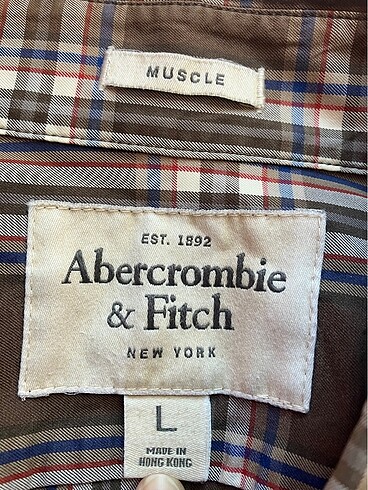 MUSCLE
EST. 1892
Abercrombie
& Fitch
NEW YORK
L
MADE IN
HONG KONG